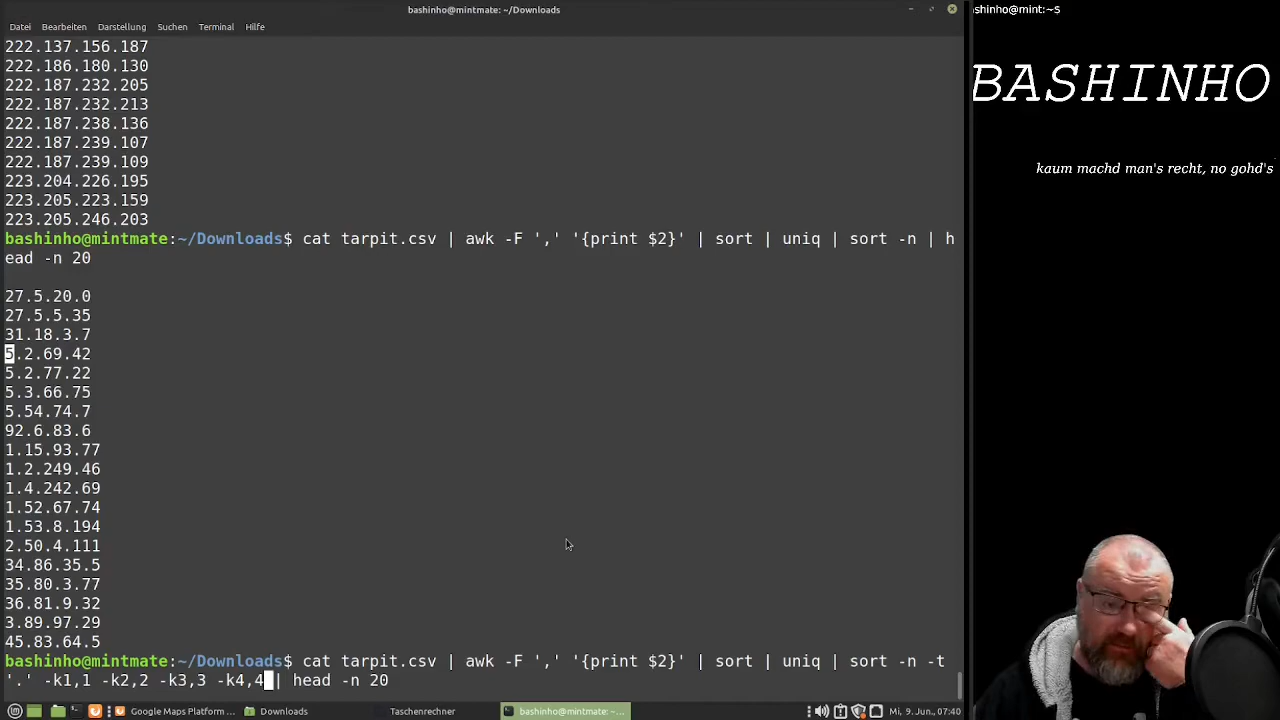 bashinho@mintmate: ~/Downloads
Datei Bearbeiten Darstellung Suchen Terminal Hilfe
222.137.156.187
222.186.180.130
222.187.232.205
222.187.232.213
222.187.238.136
222.187.239.107
222.187.239.109
223.204.226.195
223.205.223.159
223.205.246.203
bashinho@mintmate:~/Downloads$ cat tarpit.csv | awk -F ',' '{print $2}' | sort | uniq | sort -n | h
ead -n 20
27.5.20.0
27.5.5.35
31.18.3.7
5.2.69.42
5.2.77.22
5.3.66.75
5.54.74.7
92.6.83.6
1.15.93.77
1.2.249.46
1.4.242.69
1.52.67.74
1.53.8.194
2.50.4.111
34.86.35.5
35.80.3.77
36.81.9.32
3.89.97.29
45.83.64.5
bashinho@mintmate:~/Downloads$ cat tarpit.csv | awk -F ',' '{print $2}' | sort | uniq | sort -n -t
'.' -k1,1 -k2,2 -k3,3 -k4,4 | head -n 20
Google Maps Platform ... Downloads Taschenrechner bashinho@mintmate: ~... Mi, 9. Jun., 07:40
shinho@mint:~$
BASHINHO
kaum machd man's recht, no gohd's